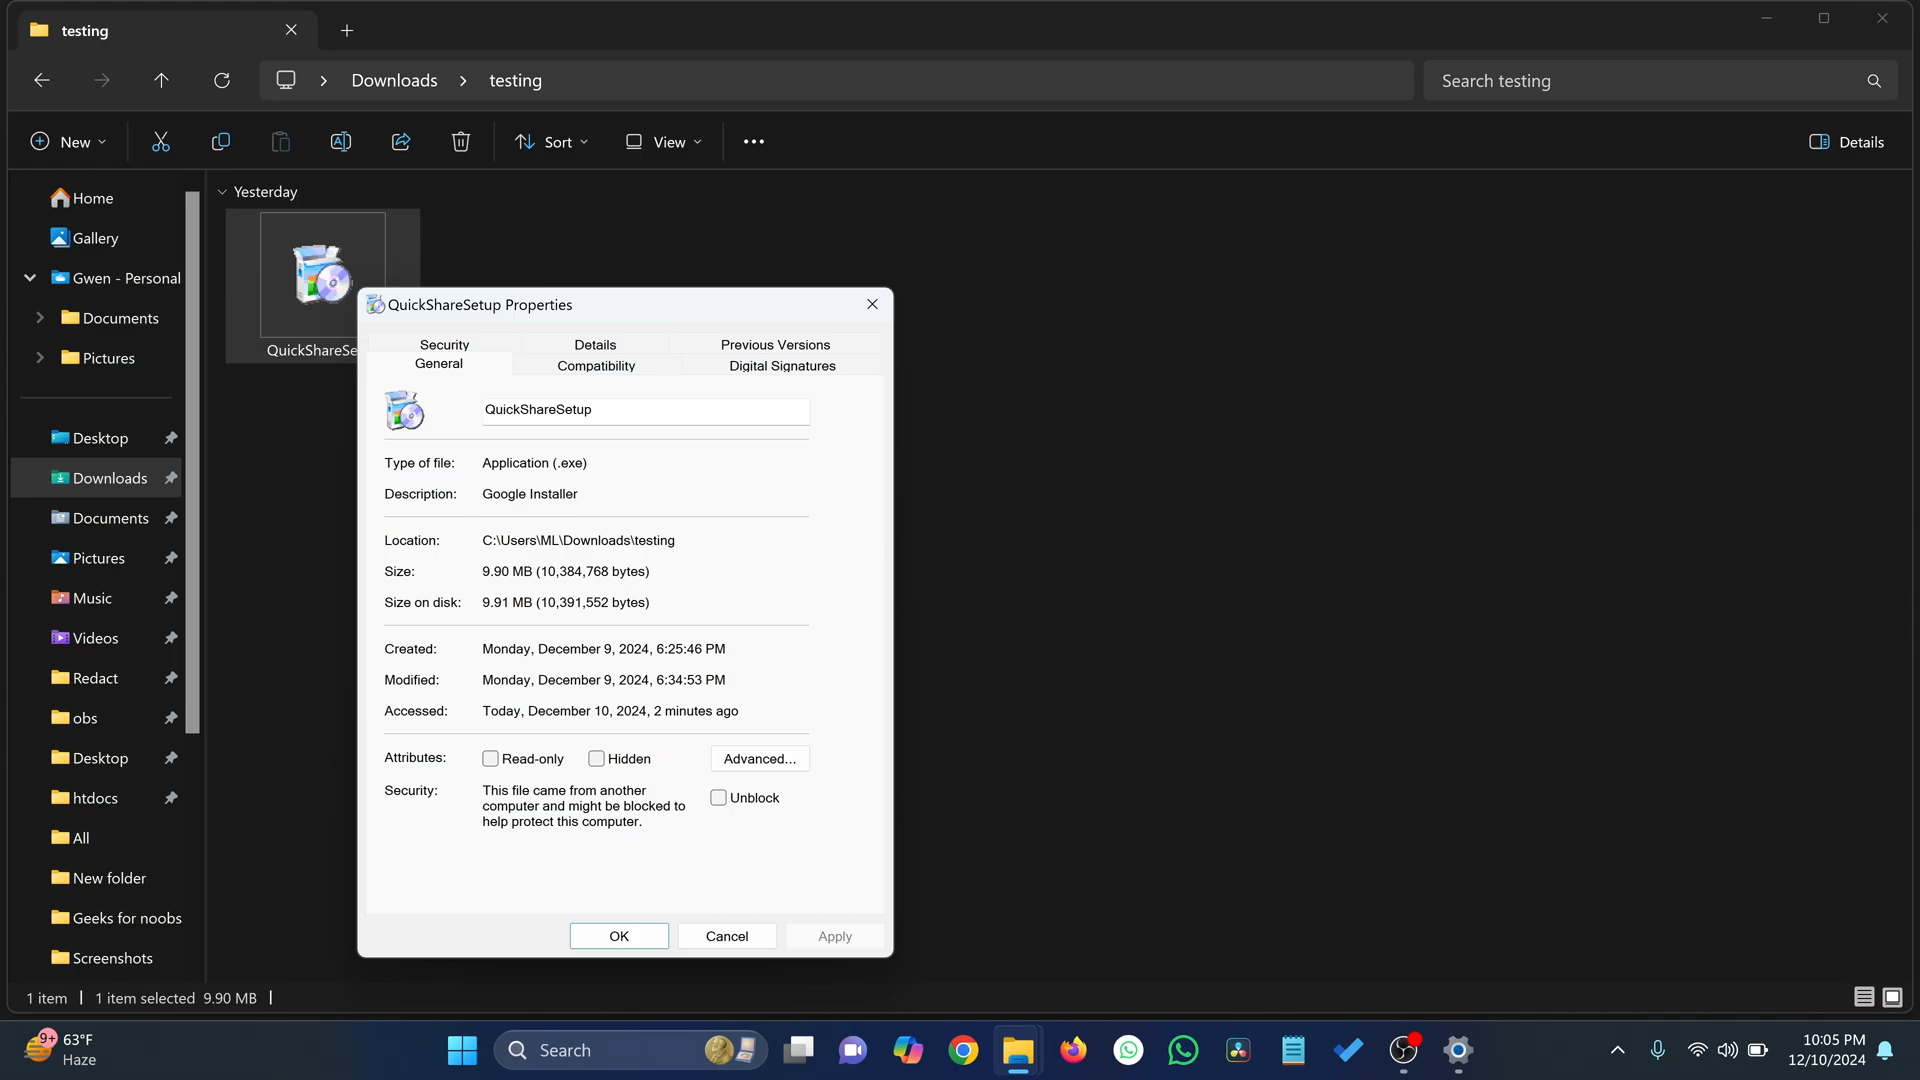 testing
Downloads
testing
Search testing
New
Sort
View
Details
Home
Gallery
Gwen - Personal
Documents
Pictures
Desktop
Downloads
Documents
Pictures
Music
Videos
Redact
obs
Desktop
htdocs
All
New folder
Geeks for noobs
Screenshots
Yesterday
QuickShareSe
QuickShareSetup Properties
Security
Details
Previous Versions
General
Compatibility
Digital Signatures
QuickShareSetup
Type of file: Application (.exe)
Description: Google Installer
Location: C:\Users\ML\Downloads\testing
Size: 9.90 MB (10,384,768 bytes)
Size on disk: 9.91 MB (10,391,552 bytes)
Created: Monday, December 9, 2024, 6:25:46 PM
Modified: Monday, December 9, 2024, 6:34:53 PM
Accessed: Today, December 10, 2024, 2 minutes ago
Attributes: Read-only Hidden Advanced...
Security: This file came from another
computer and might be blocked to
help protect this computer.
Unblock
OK
Cancel
Apply
1 item
1 item selected 9.90 MB
9+
63°F
Haze
Search
10:05 PM
12/10/2024